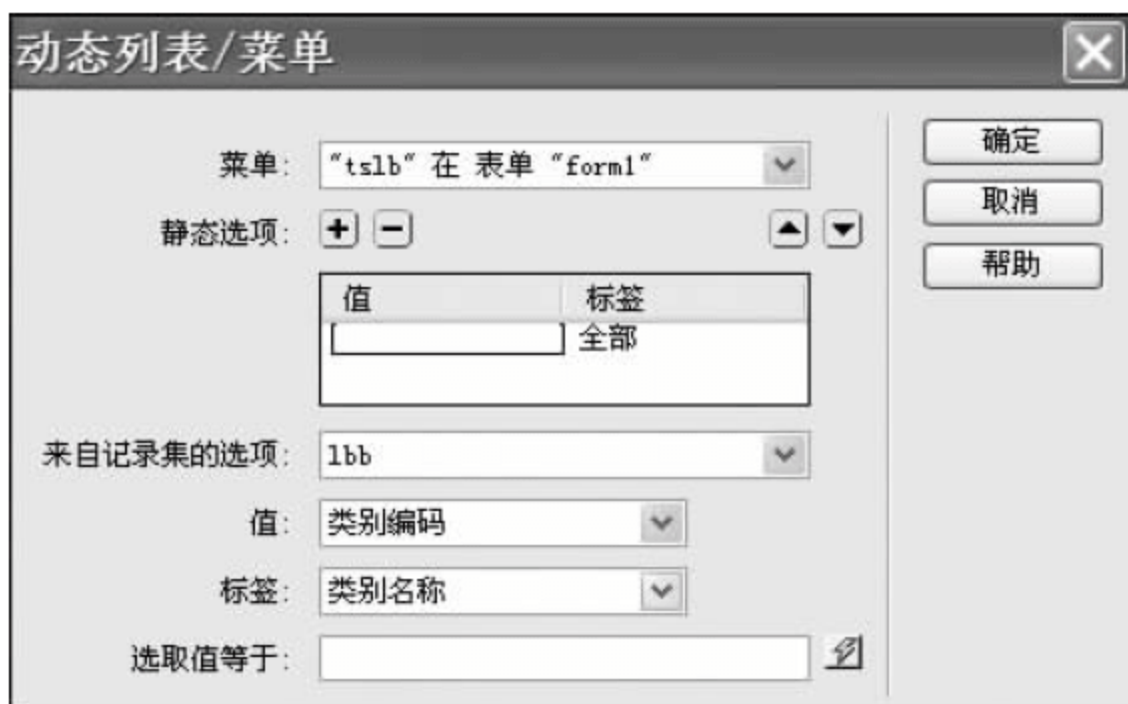 动态列表/菜单
菜单: "tslb" 在 表单 "form1"
确定
静态选项:
取消
帮助
值 标签
全部
来自记录集的选项: lbb
值: 类别编码
标签: 类别名称
选取值等于: